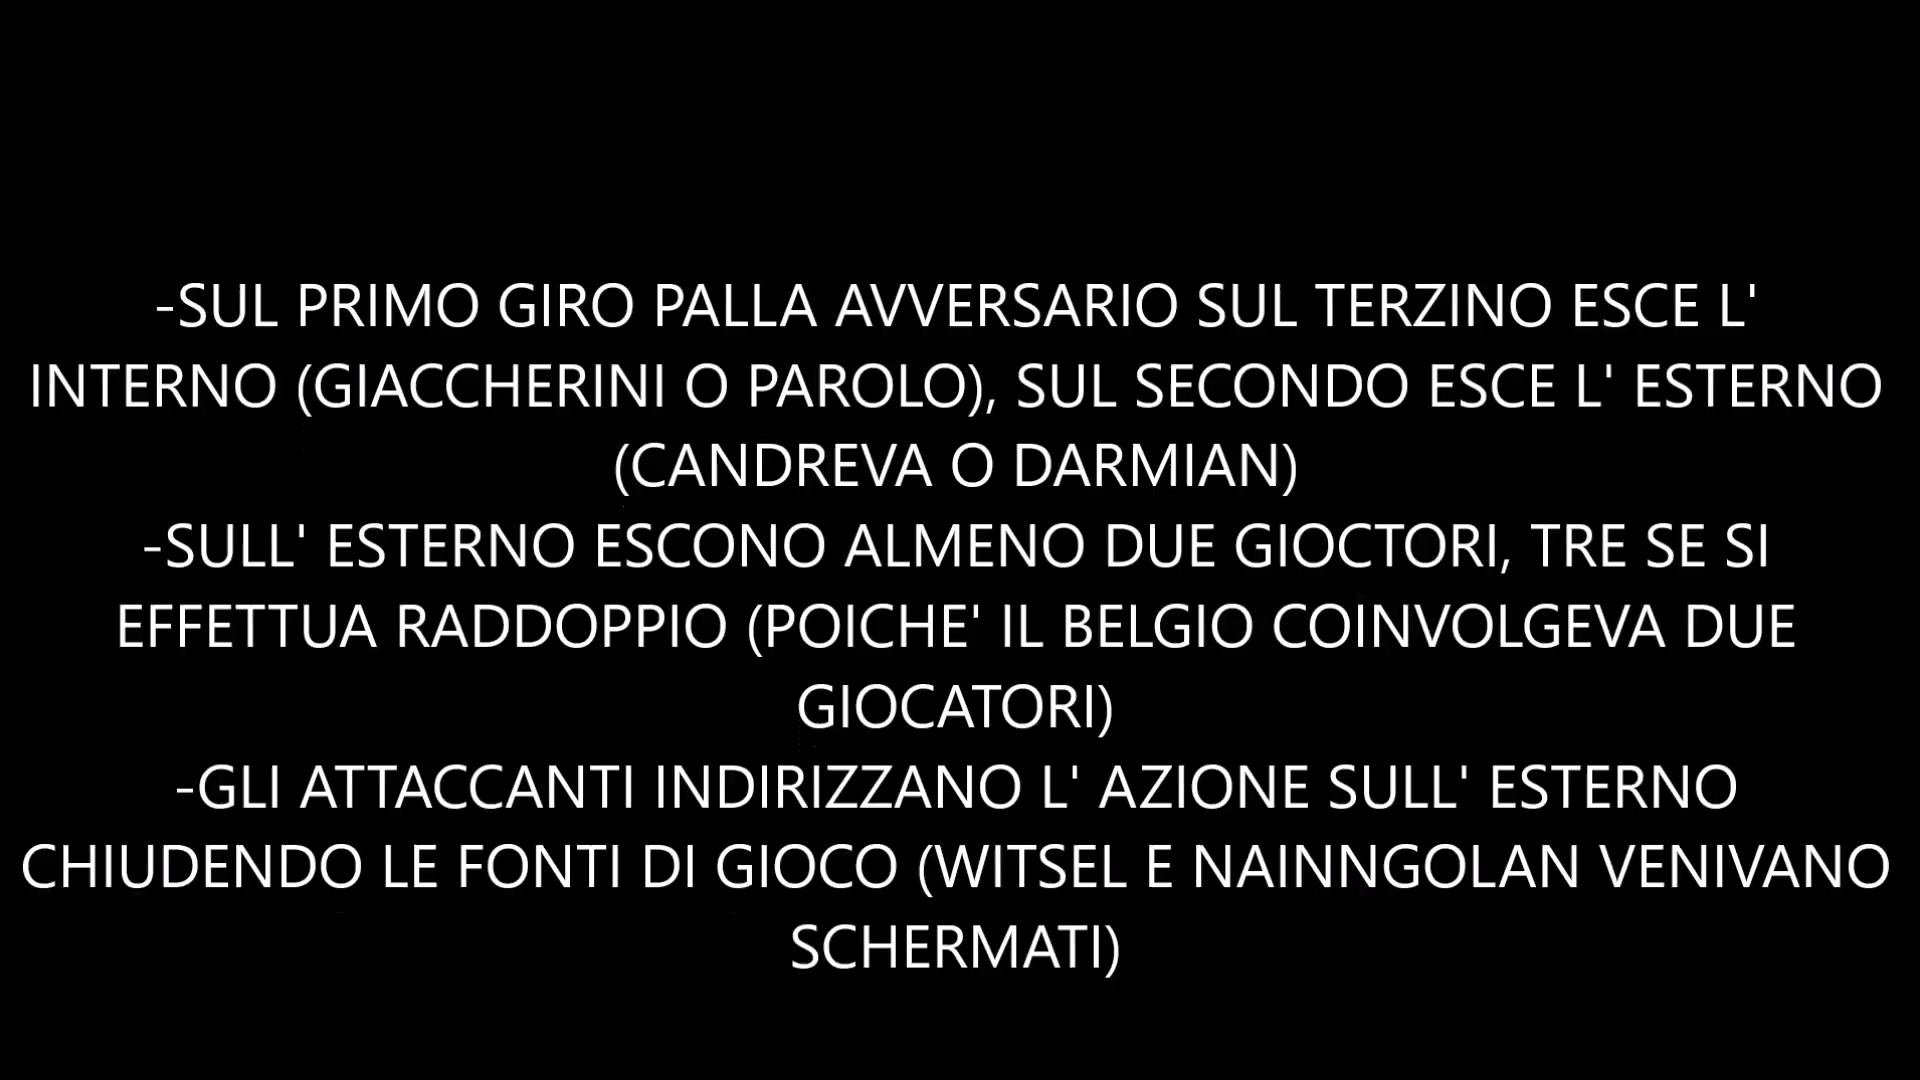 -SUL PRIMO GIRO PALLA AVVERSARIO SUL TERZINO ESCE L'
INTERNO (GIACCHERINI O PAROLO), SUL SECONDO ESCE L' ESTERNO
(CANDREVA O DARMIAN)
-SULL' ESTERNO ESCONO ALMENO DUE GIOCTORI, TRE SE SI
EFFETTUA RADDOPPIO (POICHE' IL BELGIO COINVOLGEVA DUE
GIOCATORI)
-GLI ATTACCANTI INDIRIZZANO L' AZIONE SULL' ESTERNO
CHIUDENDO LE FONTI DI GIOCO (WITSEL E NAINNGOLAN VENIVANO
SCHERMATI)